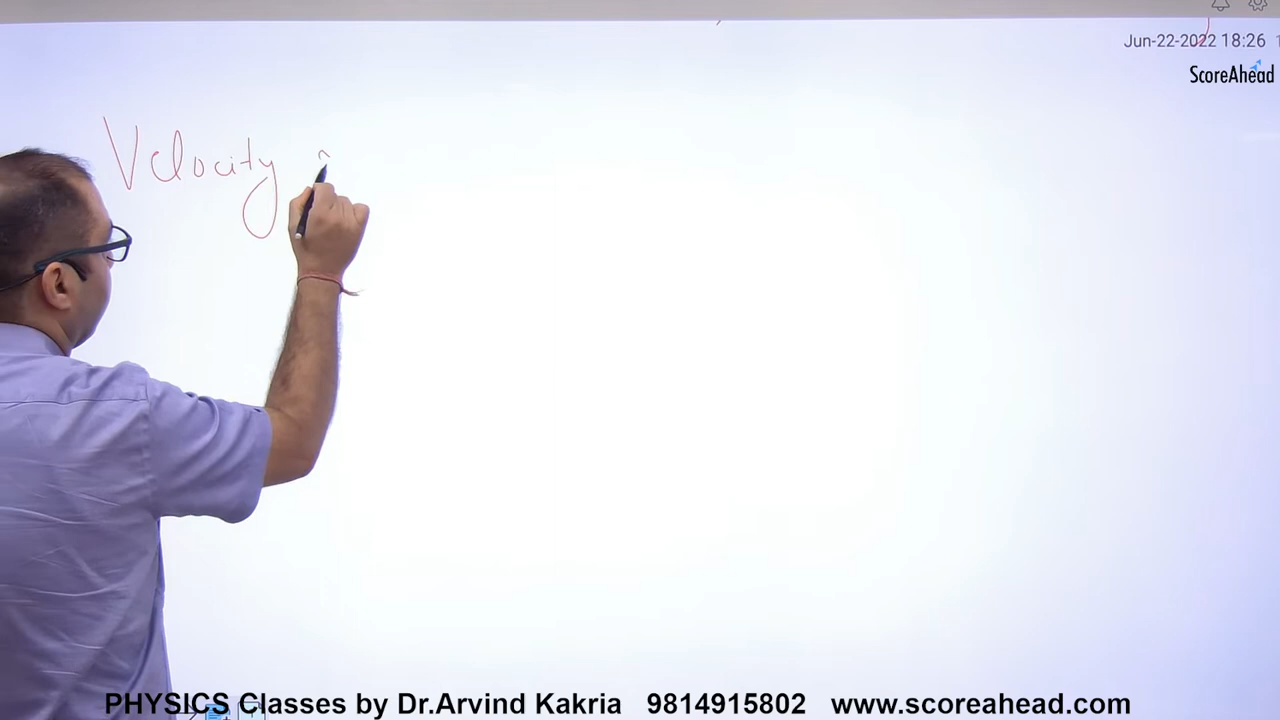 Jun-22-2022 18:26
ScoreAhead
Velocity
PHYSICS Classes by Dr.Arvind Kakria 9814915802 www.scoreahead.com